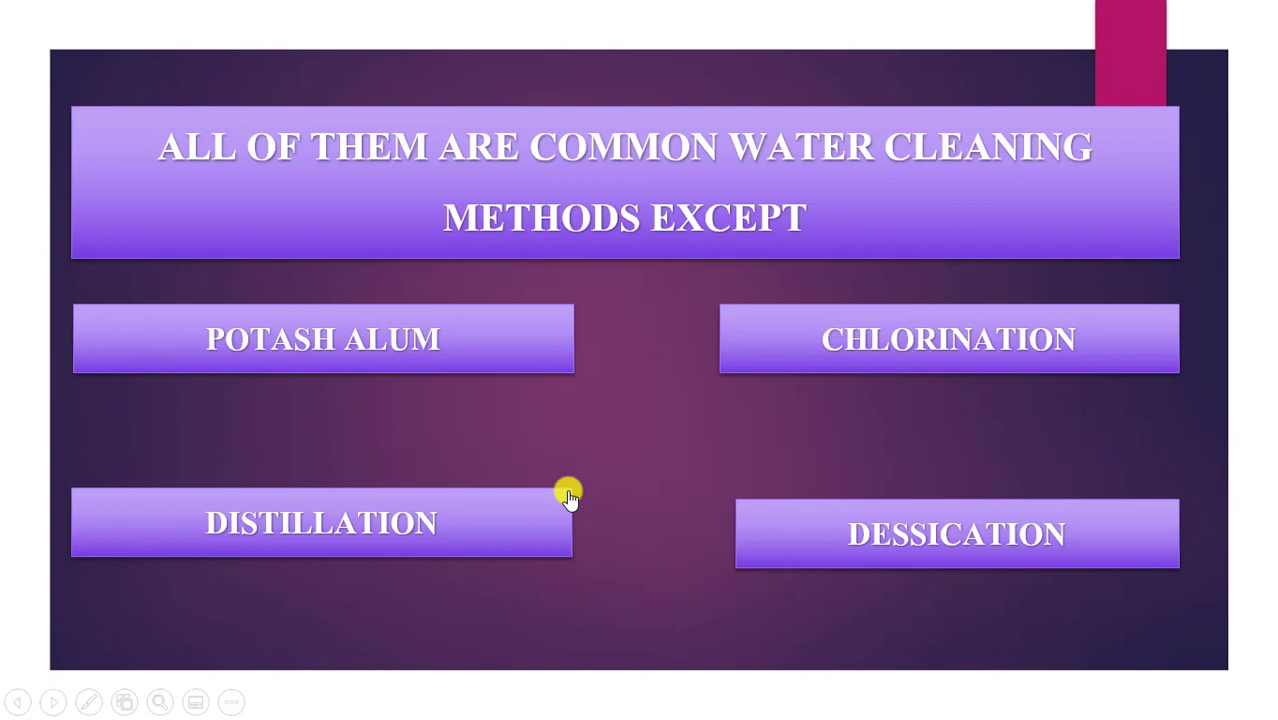 ALL OF THEM ARE COMMON WATER CLEANING
METHODS EXCEPT
POTASH ALUM
CHLORINATION
DISTILLATION
DESSICATION